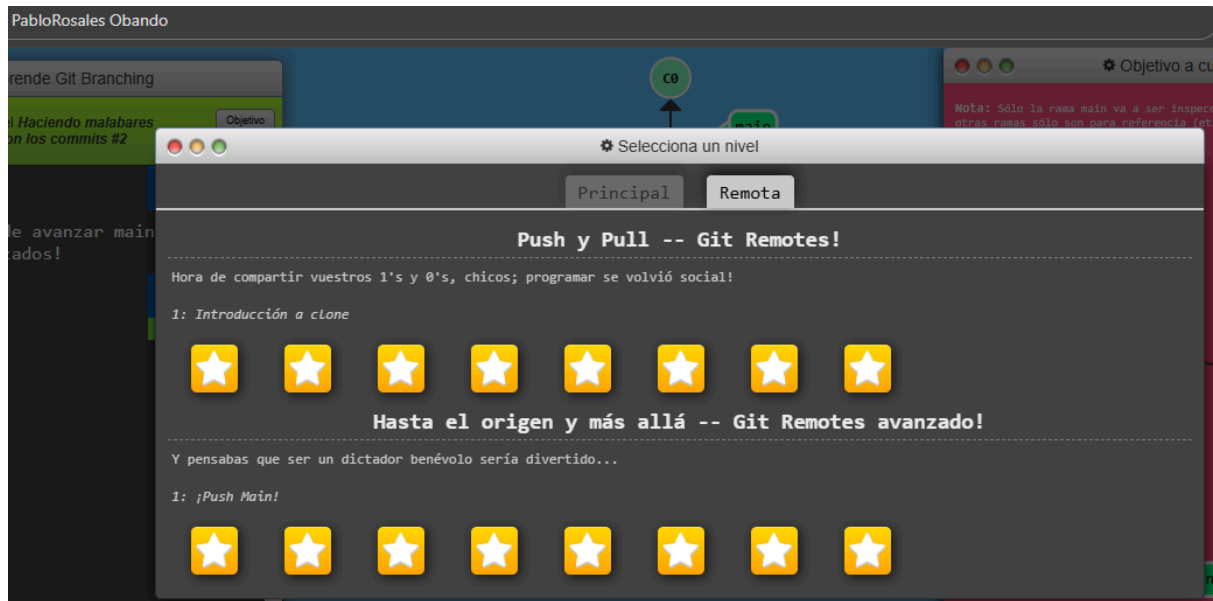 PabloRosales Obando
rende Git Branching
C0
Objetivo a cu
l Haciendo malabares
on los commits #2
Objetivo
main
Nota: Sólo la rama main va a ser inspec
otras ramas sólo son para referencia (et
Selecciona un nivel
Principal
Remota
de avanzar main
cados!
Push y Pull -- Git Remotes!
Hora de compartir vuestros 1's y 0's, chicos; programar se volvió social!
1: Introducción a clone
Hasta el origen y más allá -- Git Remotes avanzado!
Y pensabas que ser un dictador benévolo sería divertido...
1: ¡Push Main!